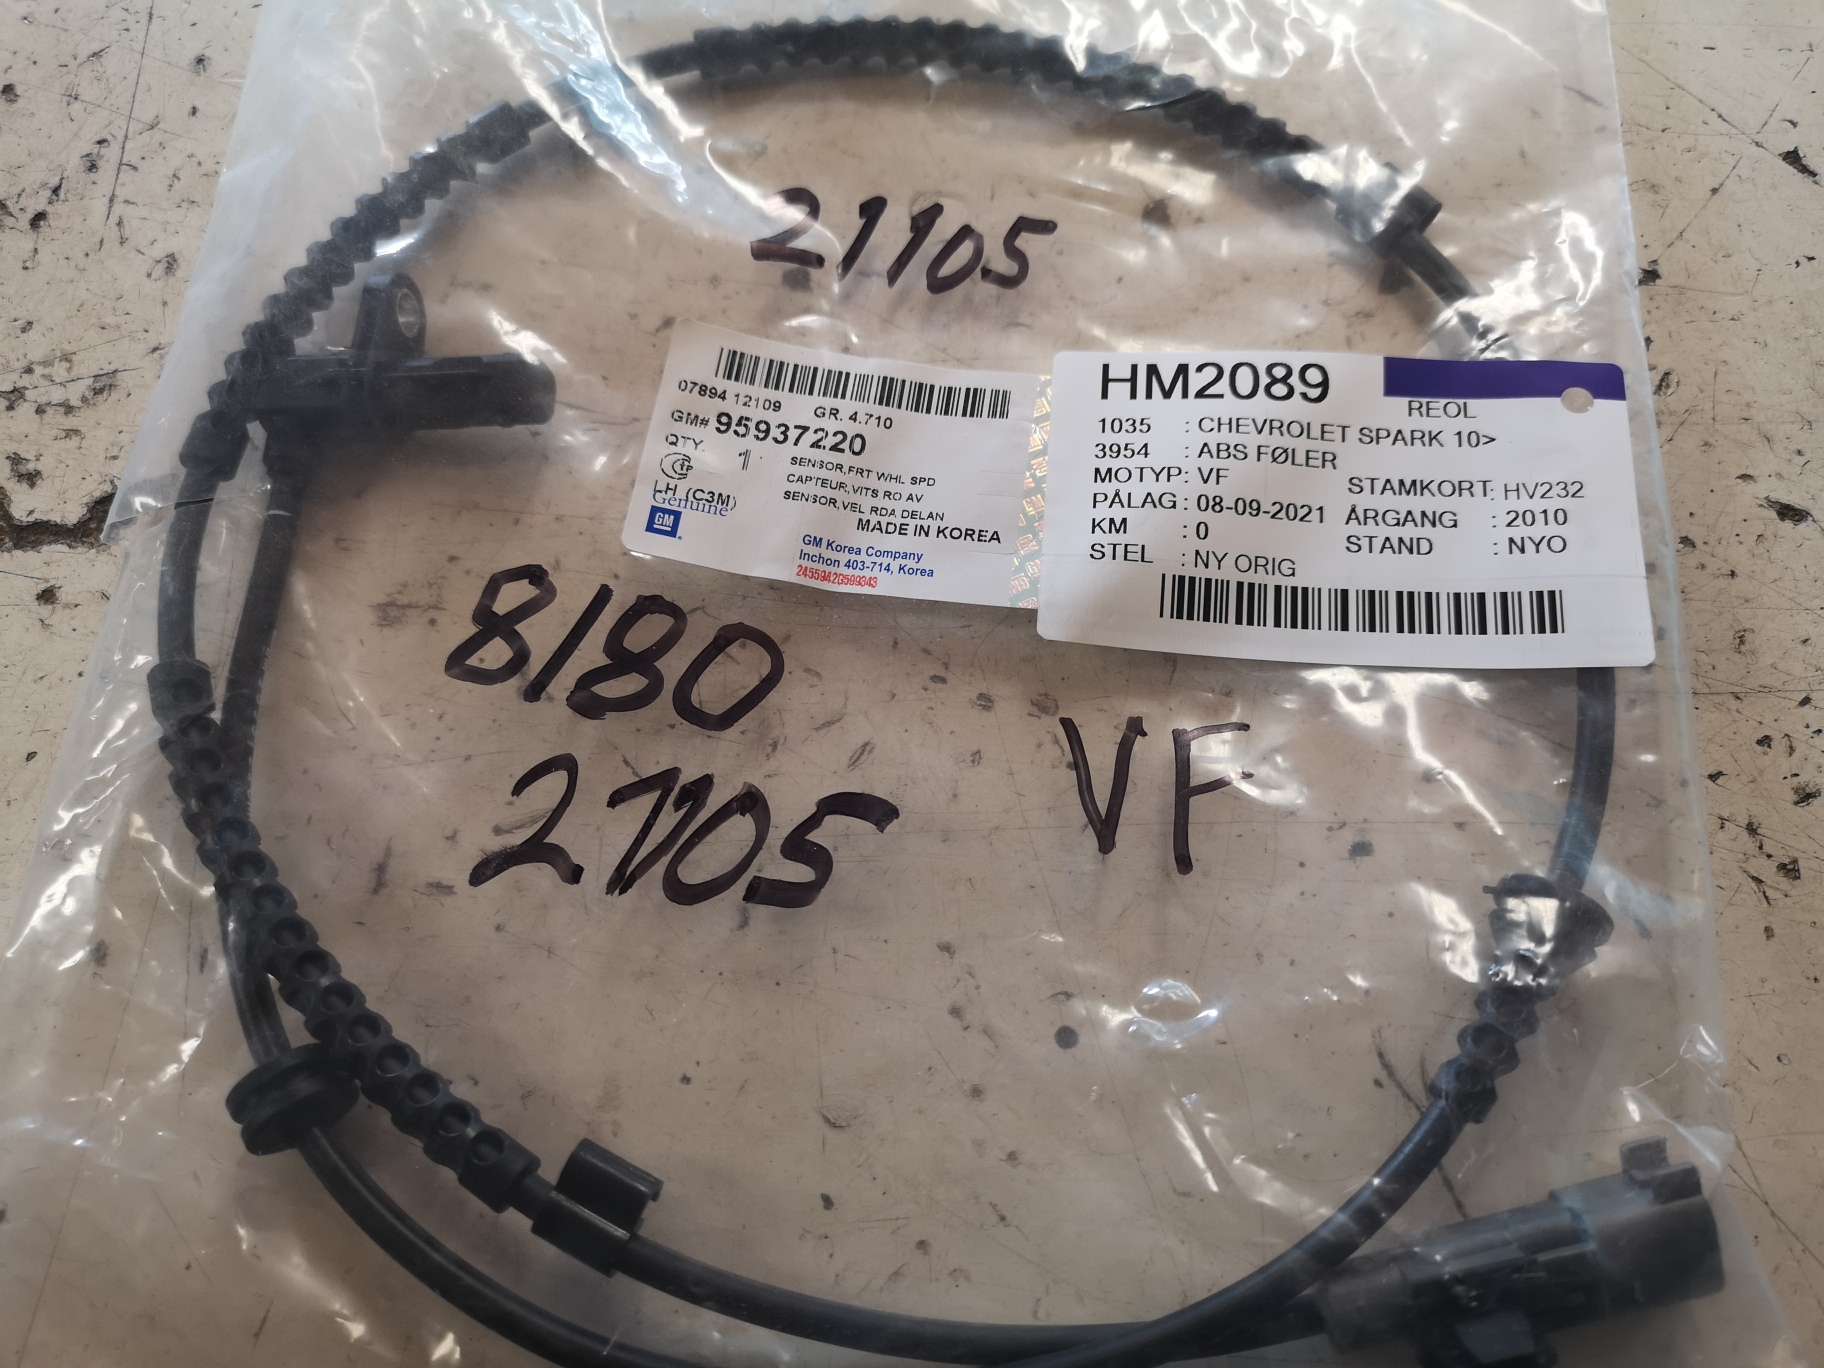 21105
07894 12109 GR. 4.710
GM# 95937220
QTY. 1
SENSOR,FRT WHL SPD
CAPTEUR,VITS RO AV
SENSOR,VEL RDA DELAN
LH (C3M)
Genuine
GM
MADE IN KOREA
GM Korea Company
Inchon 403-714, Korea
HM2089
REOL
1035 : CHEVROLET SPARK 10>
3954 : ABS FØLER
MOTYP: VF STAMKORT: HV232
PÅLAG : 08-09-2021 ÅRGANG : 2010
KM : 0 STAND : NYO
STEL : NY ORIG
8180
21105
VF